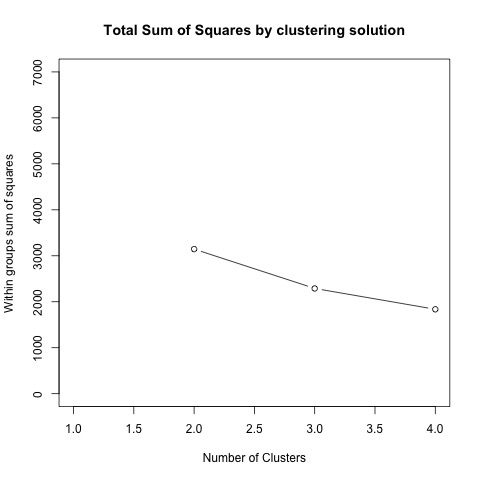 Total Sum of Squares by clustering solution
Within groups sum of squares
7000
6000
5000
4000
3000
2000
1000
0
1.0 1.5 2.0 2.5 3.0 3.5 4.0
Number of Clusters